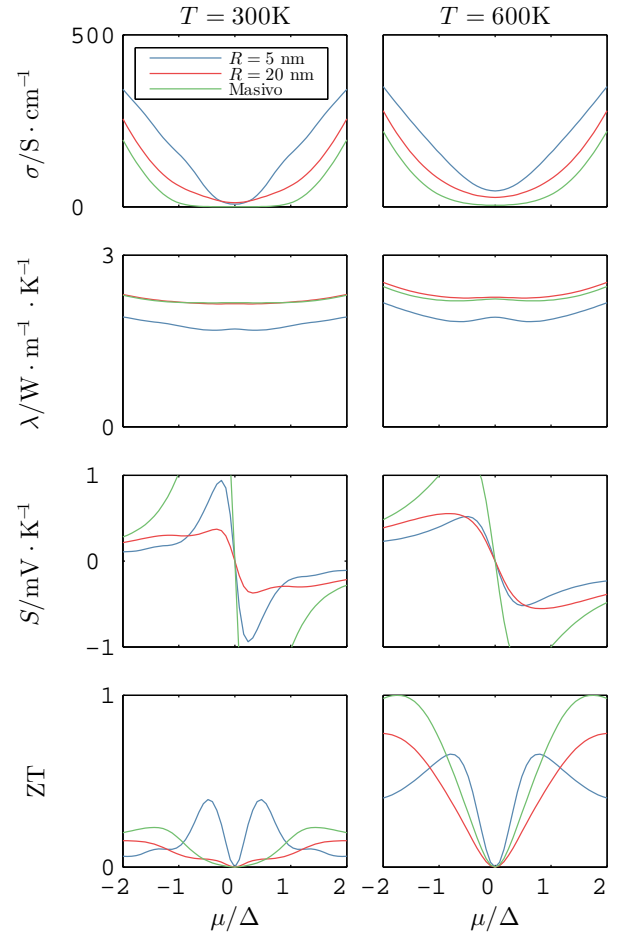 T = 300K
T = 600K
500
0
σ/S · cm⁻¹
R = 5 nm
R = 20 nm
Masivo
3
0
λ/W · m⁻¹ · K⁻¹
1
0
−1
S/mV · K⁻¹
1
0
ZT
−2 −1 0 1 2
−2 −1 0 1 2
μ/Δ
μ/Δ